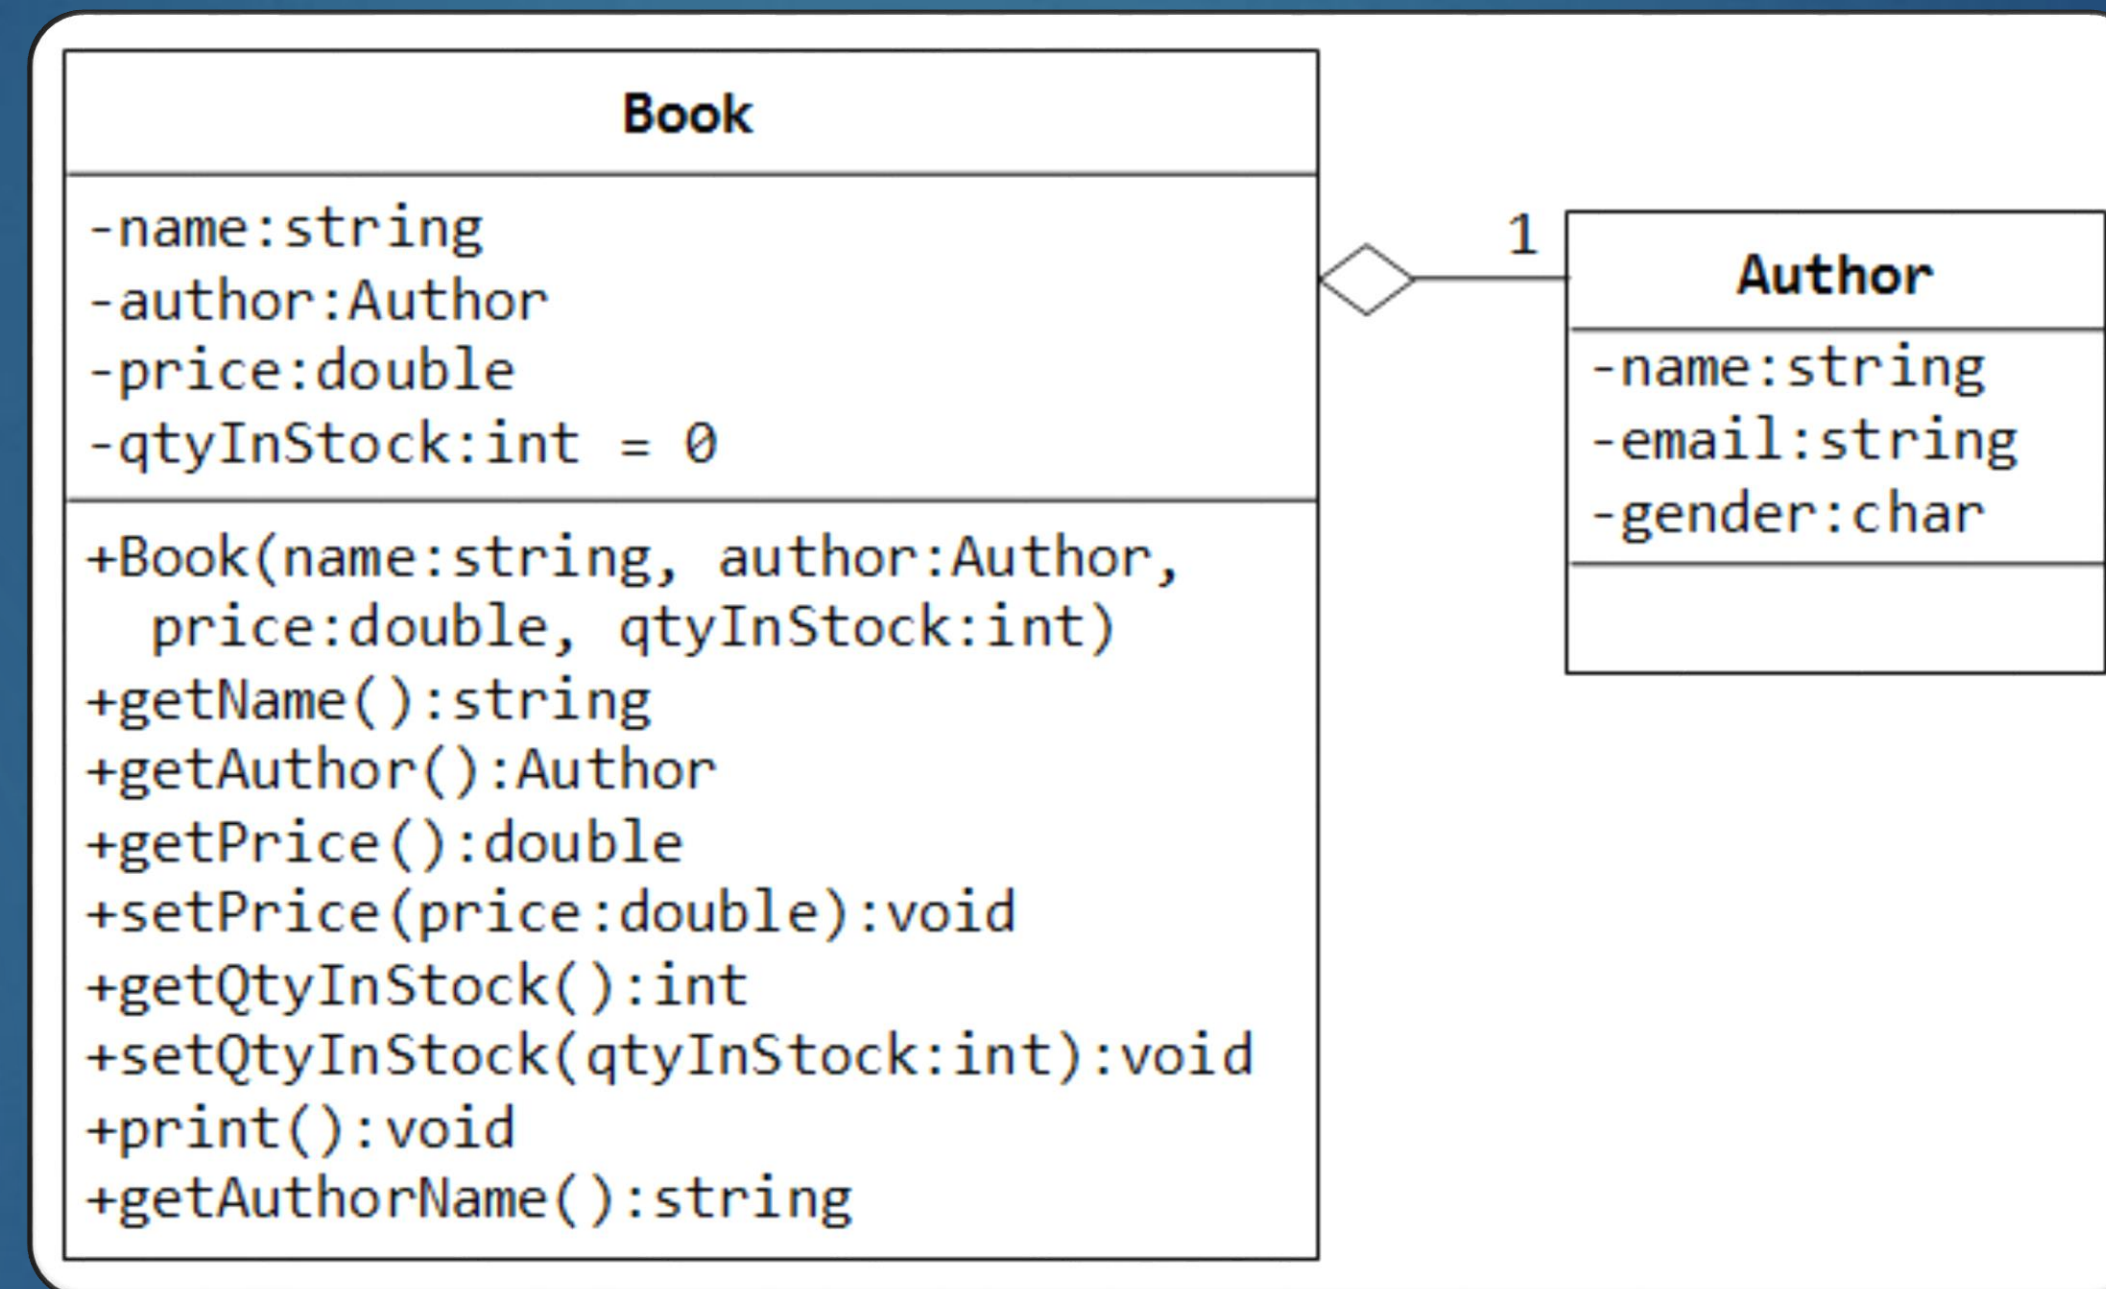 Book
-name:string
-author:Author
-price:double
-qtyInStock:int = 0
+Book(name:string, author:Author,
price:double, qtyInStock:int)
+getName():string
+getAuthor():Author
+getPrice():double
+setPrice(price:double):void
+getQtyInStock():int
+setQtyInStock(qtyInStock:int):void
+print():void
+getAuthorName():string
1
Author
-name:string
-email:string
-gender:char